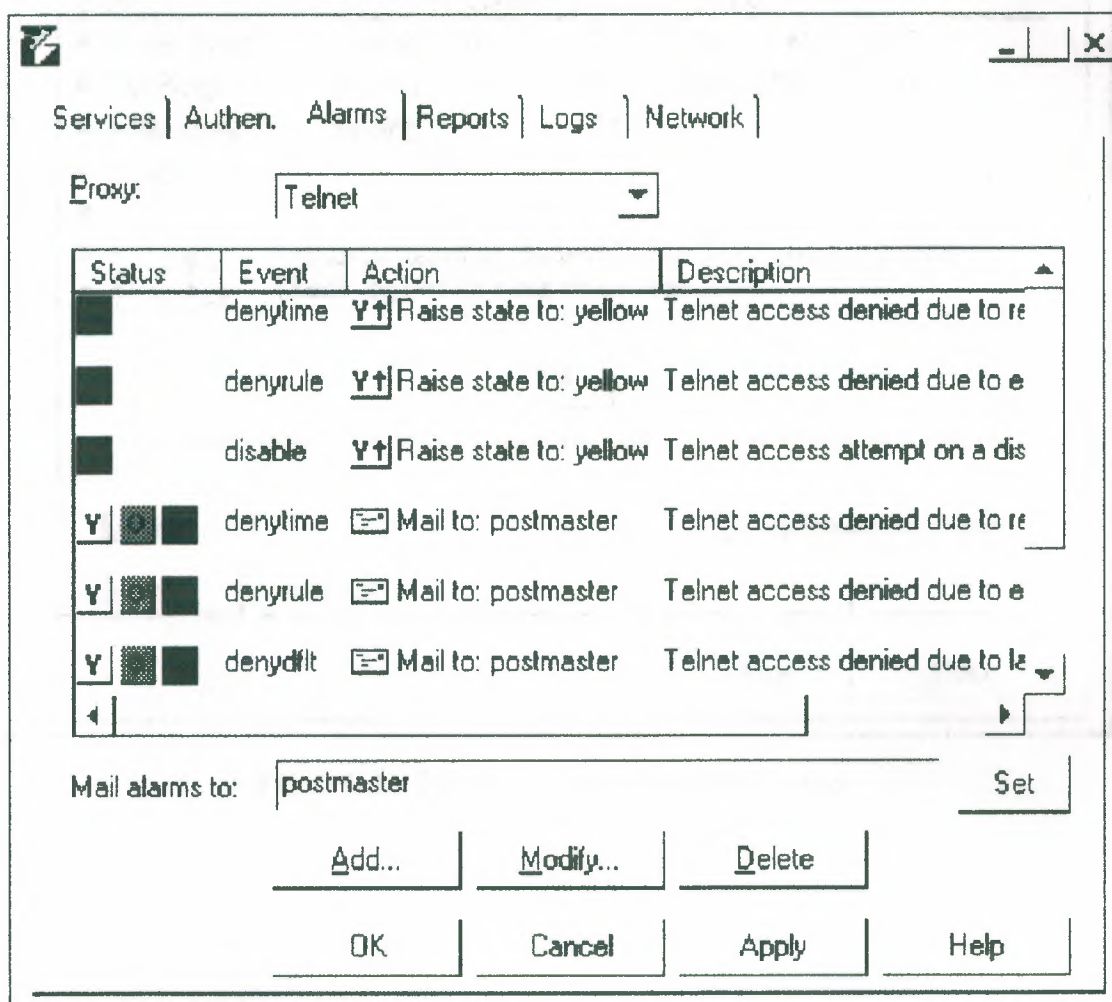 Services Authen. Alarms Reports Logs Network
Proxy: Telnet
Status Event Action Description
denytime Y↑ Raise state to: yellow Telnet access denied due to re
denyrule Y↑ Raise state to: yellow Telnet access denied due to e
disable Y↑ Raise state to: yellow Telnet access attempt on a dis
Y denytime Mail to: postmaster Telnet access denied due to re
Y denyrule Mail to: postmaster Telnet access denied due to e
Y denydflt Mail to: postmaster Telnet access denied due to la
Mail alarms to: postmaster Set
Add... Modify... Delete
OK Cancel Apply Help